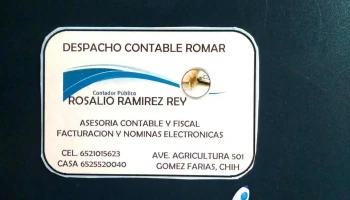 DESPACHO CONTABLE ROMAR
Contador Público
ROSALIO RAMIREZ REY
ASESORIA CONTABLE Y FISCAL
FACTURACION Y NOMINAS ELECTRONICAS
CEL. 6521015623
CASA 6525520040
AVE. AGRICULTURA 501
GOMEZ FARIAS, CHIH